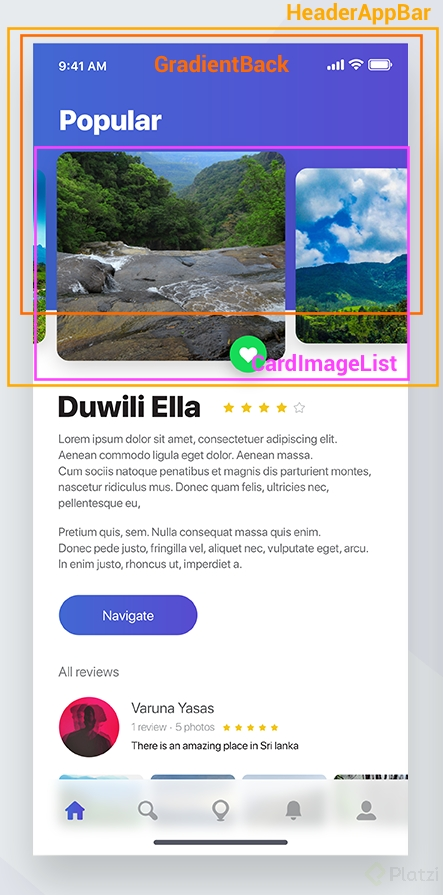 HeaderAppBar
9:41 AM
GradientBack
Popular
CardImageList
Duwili Ella
Lorem ipsum dolor sit amet, consectetuer adipiscing elit.
Aenean commodo ligula eget dolor. Aenean massa.
Cum sociis natoque penatibus et magnis dis parturient montes,
nascetur ridiculus mus. Donec quam felis, ultricies nec,
pellentesque eu,
Pretium quis, sem. Nulla consequat massa quis enim.
Donec pede justo, fringilla vel, aliquet nec, vulputate eget, arcu.
In enim justo, rhoncus ut, imperdiet a.
Navigate
All reviews
Varuna Yasas
1 review · 5 photos
There is an amazing place in Sri lanka
Platzi